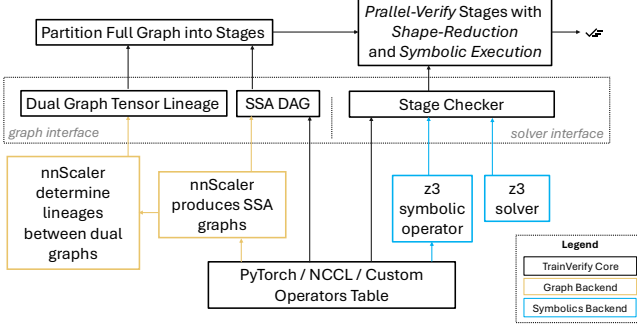 Partition Full Graph into Stages
Prallel-Verify Stages with
Shape-Reduction
and Symbolic Execution
Dual Graph Tensor Lineage
SSA DAG
Stage Checker
graph interface
solver interface
nnScaler
determine
lineages
between dual
graphs
nnScaler
produces SSA
graphs
z3
symbolic
operator
z3
solver
PyTorch / NCCL / Custom
Operators Table
Legend
TrainVerify Core
Graph Backend
Symbolics Backend